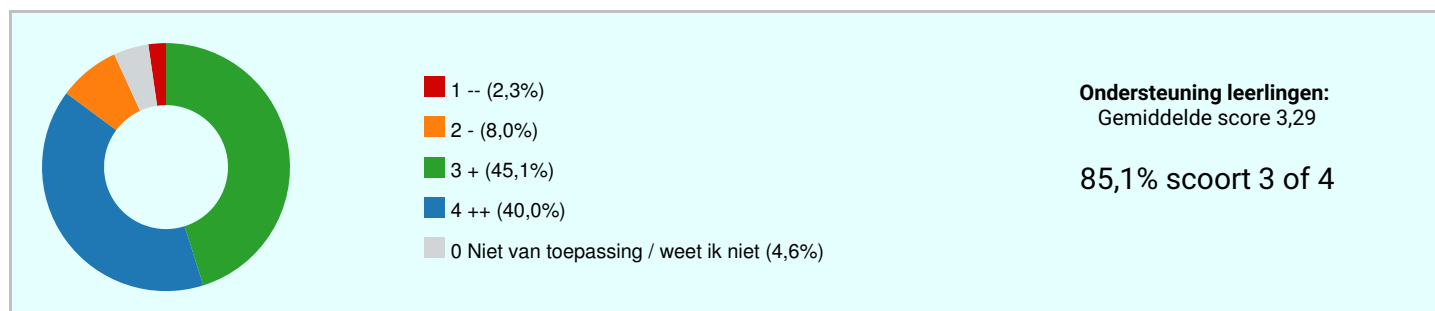 1 -- (2,3%)
2 - (8,0%)
3 + (45,1%)
4 ++ (40,0%)
0 Niet van toepassing / weet ik niet (4,6%)
Ondersteuning leerlingen:
Gemiddelde score 3,29
85,1% scoort 3 of 4